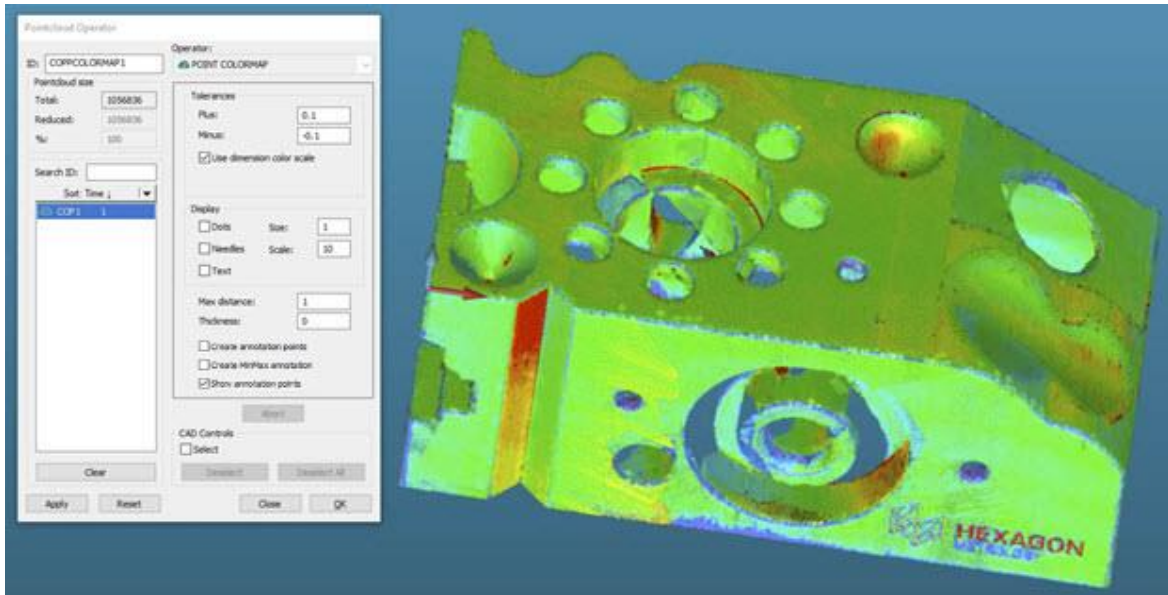 Pointcloud Operator
ID: COPPCOLORMAP1
Pointcloud size
Total: 1056836
Reduced: 1056836
%: 100
Search ID:
Sort: Time ↓
COP1 1
Clear
Apply Reset
Operator:
POINT COLORMAP
Tolerances
Plus: 0.1
Minus: -0.1
Use dimension color scale
Display
Dots Size: 1
Needles Scale: 10
Text
Max distance: 1
Thickness: 0
Create annotation points
Create MinMax annotation
Show annotation points
Abort
CAD Controls
Select
Deselect Deselect All
Close OK
HEXAGON
METROLOGY